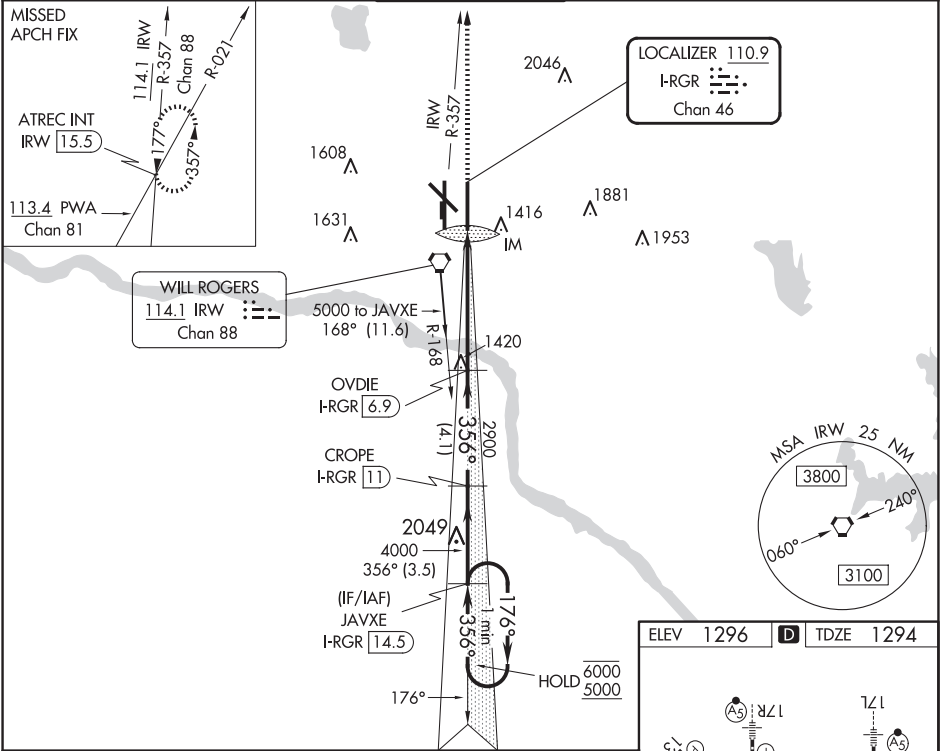 MISSED
APCH FIX
114.1 IRW
R-357
Chan 88
R-021
ATREC INT
IRW 15.5
177°
357°
113.4 PWA
Chan 81
IRW
R-357
2046
LOCALIZER 110.9
I-RGR
Chan 46
1608
1631
1416
IM
1881
1953
WILL ROGERS
114.1 IRW
Chan 88
5000 to JAVXE
168° (11.6)
R-168
1420
OVDIE
I-RGR 6.9
356°
(4.1)
2900
CROPE
I-RGR 11
2049
4000
356° (3.5)
(IF/IAF)
JAVXE
I-RGR 14.5
356°
1 min
176°
HOLD 6000
5000
176°
MSA IRW 25 NM
3800
240°
060°
3100
ELEV 1296 D TDZE 1294
A5
17R
17L
A5